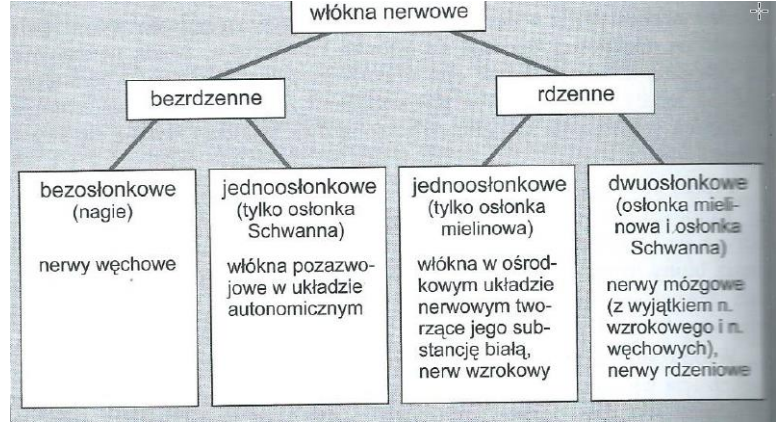 włókna nerwowe
bezrdzenne
rdzenne
bezosłonkowe
(nagie)
nerwy węchowe
jednoosłonkowe
(tylko osłonka
Schwanna)
włókna pozazwo-
jowe w układzie
autonomicznym
jednoosłonkowe
(tylko osłonka
mielinowa)
włókna w ośrod-
kowym układzie
nerwowym two-
rzące jego sub-
stancję białą,
nerw wzrokowy
dwuosłonkowe
(osłonka mieli-
nowa i osłonka
Schwanna)
nerwy mózgowe
(z wyjątkiem n.
wzrokowego i n.
węchowych),
nerwy rdzeniowe